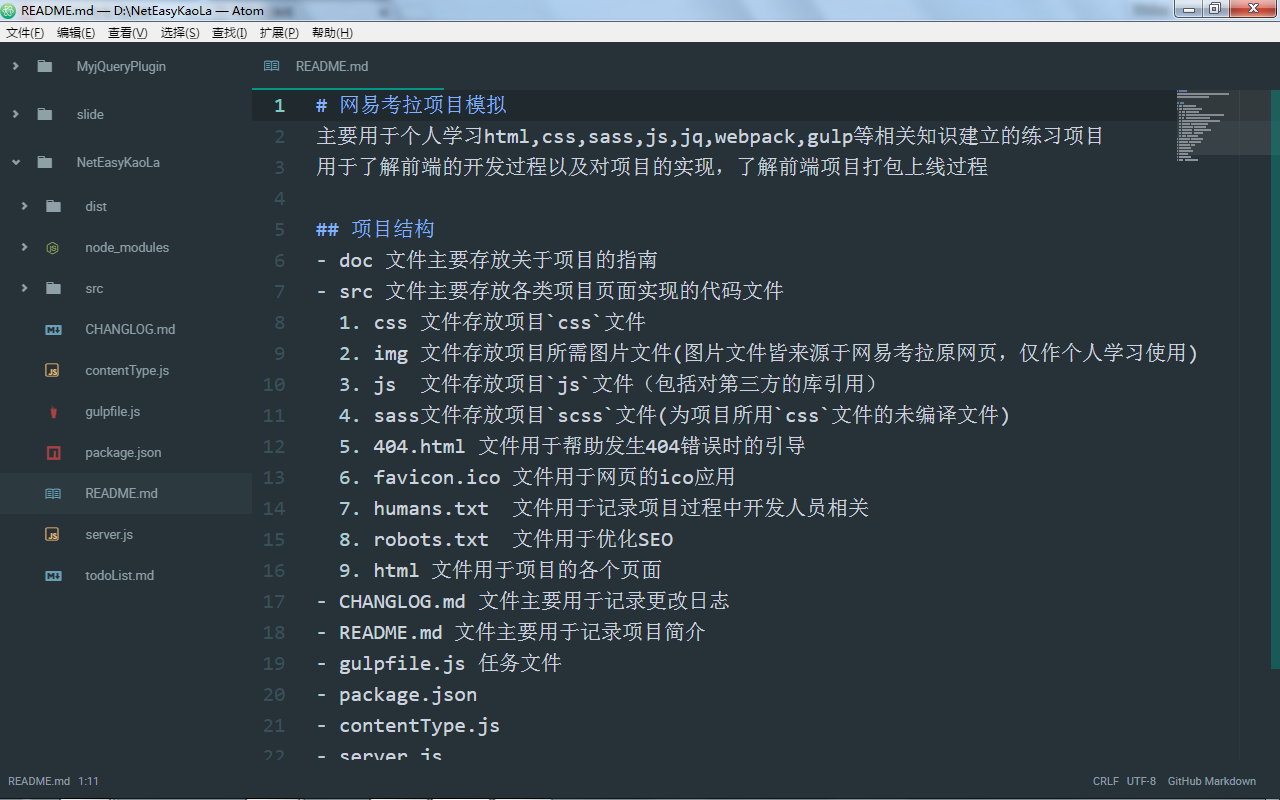 README.md — D:\NetEasyKaoLa — Atom
文件(F) 编辑(E) 查看(V) 选择(S) 查找(I) 扩展(P) 帮助(H)
MyjQueryPlugin
slide
NetEasyKaoLa
dist
node_modules
src
CHANGLOG.md
contentType.js
gulpfile.js
package.json
README.md
server.js
todoList.md
README.md
1 # 网易考拉项目模拟
2 主要用于个人学习html,css,sass,js,jq,webpack,gulp等相关知识建立的练习项目
3 用于了解前端的开发过程以及对项目的实现，了解前端项目打包上线过程
4
5 ## 项目结构
6 - doc 文件主要存放关于项目的指南
7 - src 文件主要存放各类项目页面实现的代码文件
8 1. css 文件存放项目`css`文件
9 2. img 文件存放项目所需图片文件(图片文件皆来源于网易考拉原网页，仅作个人学习使用)
10 3. js  文件存放项目`js`文件（包括对第三方的库引用）
11 4. sass文件存放项目`scss`文件(为项目所用`css`文件的未编译文件)
12 5. 404.html 文件用于帮助发生404错误时的引导
13 6. favicon.ico 文件用于网页的ico应用
14 7. humans.txt  文件用于记录项目过程中开发人员相关
15 8. robots.txt  文件用于优化SEO
16 9. html 文件用于项目的各个页面
17 - CHANGLOG.md 文件主要用于记录更改日志
18 - README.md 文件主要用于记录项目简介
19 - gulpfile.js 任务文件
20 - package.json
21 - contentType.js
22 - server.js
README.md 1:11
CRLF UTF-8 GitHub Markdown